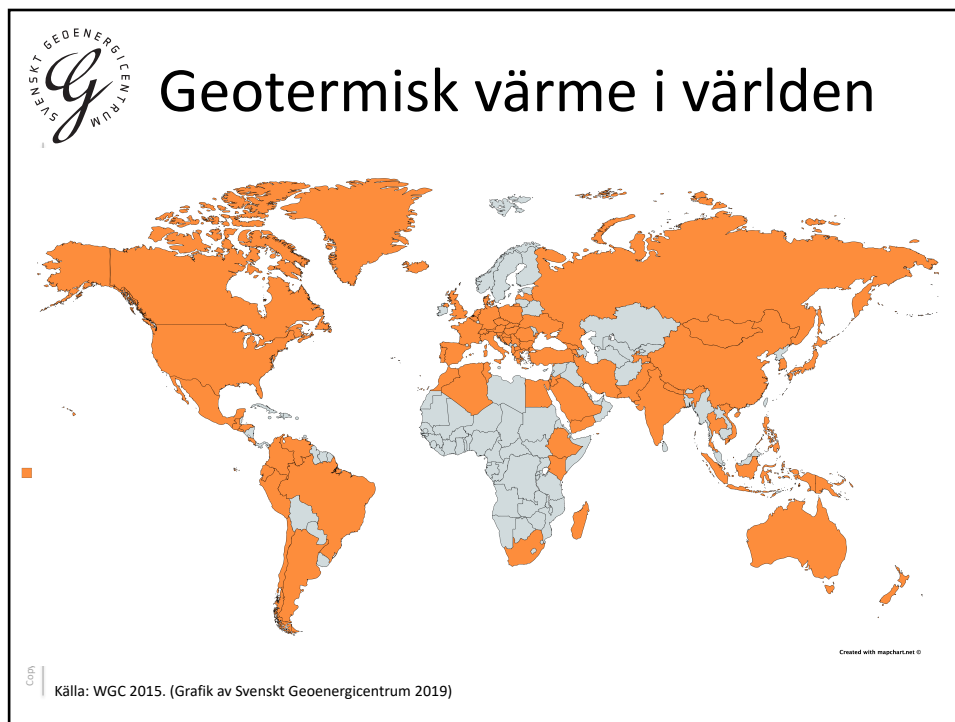 SVENSKT GEOENERGICENTRUM
Geotermisk värme i världen
Created with mapchart.net ©
Källa: WGC 2015. (Grafik av Svenskt Geoenergicentrum 2019)